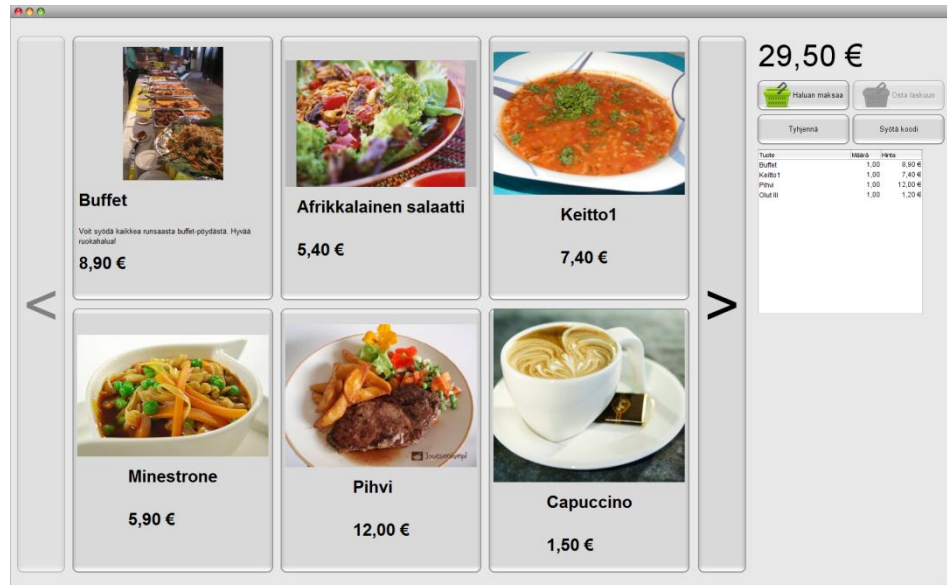 Buffet
Voit syödä kaikkea runsaasta buffet-pöydästä. Hyvää
ruokahalua!
8,90 €
Afrikkalainen salaatti
5,40 €
Keitto1
7,40 €
<
>
Minestrone
5,90 €
Pihvi
12,00 €
Capuccino
1,50 €
29,50 €
Haluan maksaa
Osta laskuun
Tyhjennä
Syötä koodi
Tuote Määrä Hinta
Buffet 1,00 8,90 €
Keitto1 1,00 7,40 €
Pihvi 1,00 12,00 €
Olut III 1,00 1,20 €